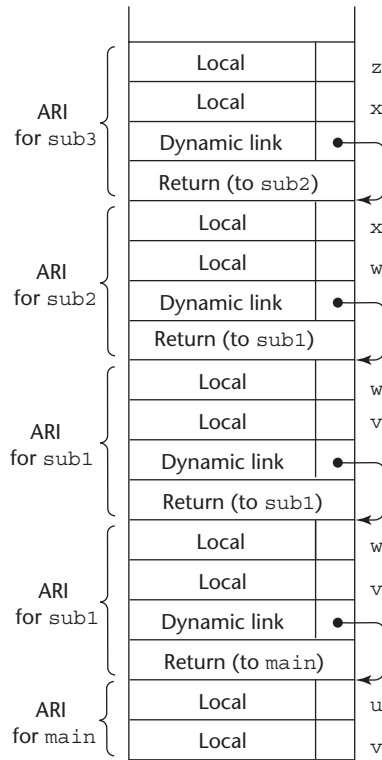 Local z
Local x
ARI
for sub3
Dynamic link
Return (to sub2)
Local x
Local w
ARI
for sub2
Dynamic link
Return (to sub1)
Local w
Local v
ARI
for sub1
Dynamic link
Return (to sub1)
Local w
Local v
ARI
for sub1
Dynamic link
Return (to main)
Local u
ARI
for main
Local v